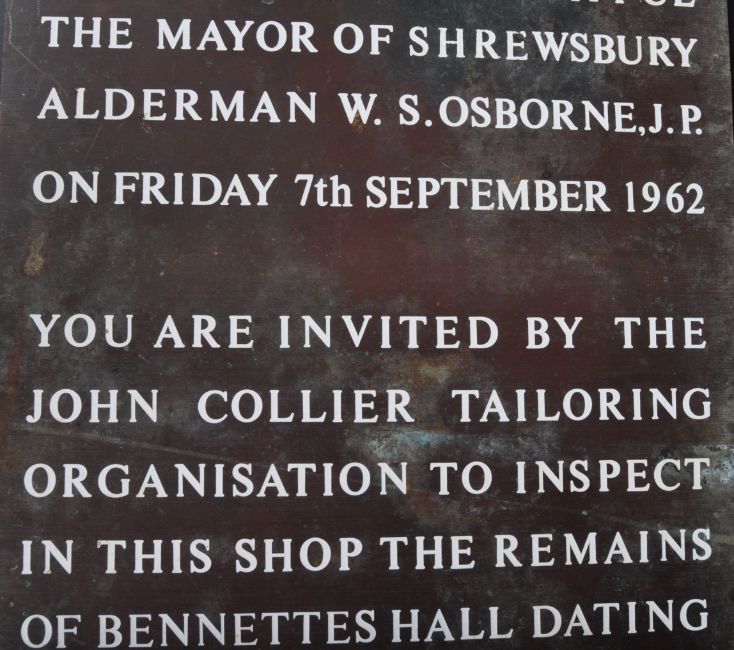 THE MAYOR OF SHREWSBURY
ALDERMAN W. S. OSBORNE, J. P.
ON FRIDAY 7th SEPTEMBER 1962
YOU ARE INVITED BY THE
JOHN COLLIER TAILORING
ORGANISATION TO INSPECT
IN THIS SHOP THE REMAINS
OF BENNETTES HALL DATING